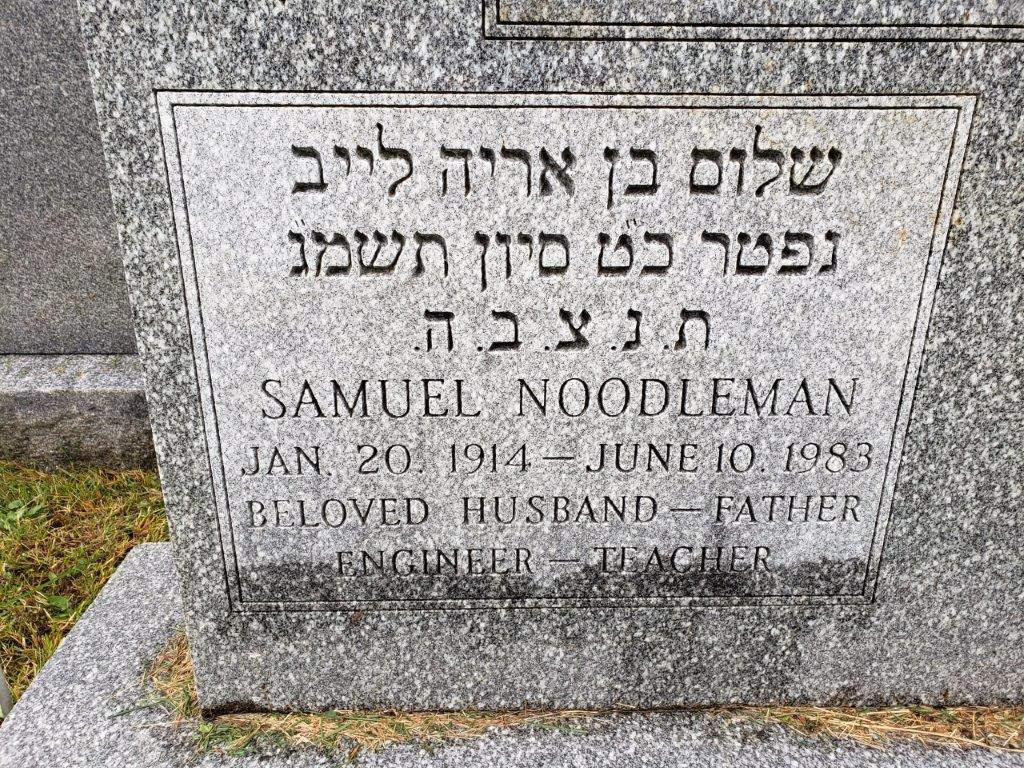 שלום בן אריה לייב
נפטר כ"ט סיון תשמ"ג
ת.נ.צ.ב.ה.
SAMUEL NOODLEMAN
JAN. 20. 1914 — JUNE 10. 1983
BELOVED HUSBAND — FATHER
ENGINEER — TEACHER